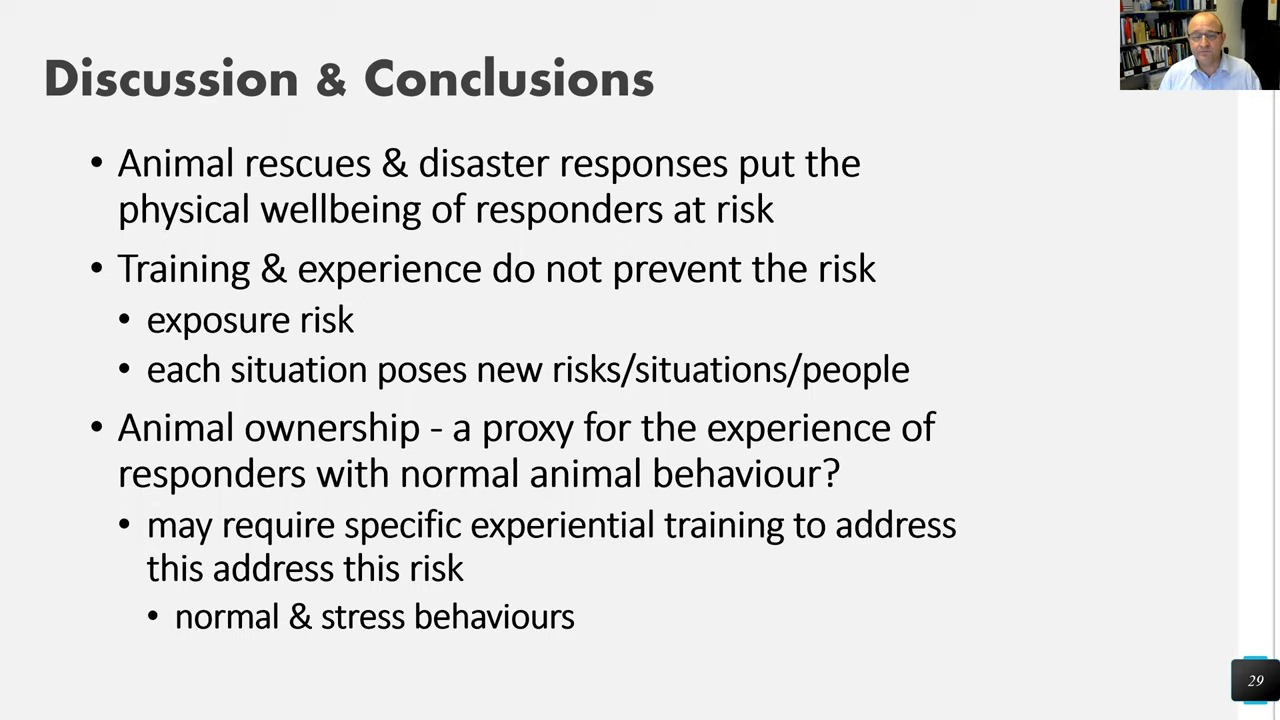 Discussion & Conclusions
• Animal rescues & disaster responses put the
physical wellbeing of responders at risk
• Training & experience do not prevent the risk
• exposure risk
• each situation poses new risks/situations/people
• Animal ownership - a proxy for the experience of
responders with normal animal behaviour?
• may require specific experiential training to address
this address this risk
• normal & stress behaviours
29